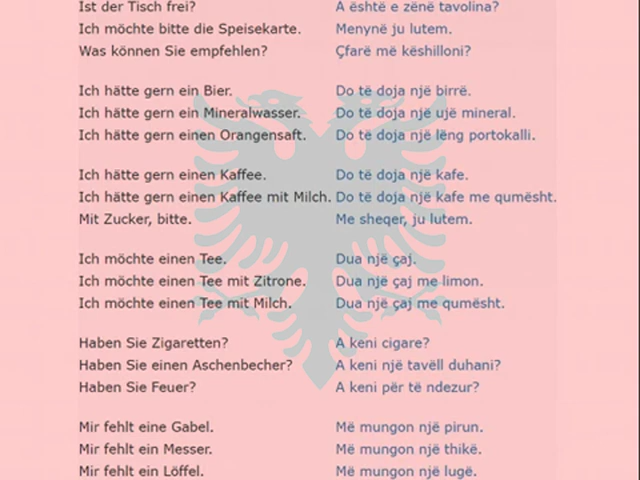 Ist der Tisch frei? A është e zënë tavolina?
Ich möchte bitte die Speisekarte. Menynë ju lutem.
Was können Sie empfehlen? Çfarë më këshilloni?
Ich hätte gern ein Bier. Do të doja një birrë.
Ich hätte gern ein Mineralwasser. Do të doja një ujë mineral.
Ich hätte gern einen Orangensaft. Do të doja një lëng portokalli.
Ich hätte gern einen Kaffee. Do të doja një kafe.
Ich hätte gern einen Kaffee mit Milch. Do të doja një kafe me qumësht.
Mit Zucker, bitte. Me sheqer, ju lutem.
Ich möchte einen Tee. Dua një çaj.
Ich möchte einen Tee mit Zitrone. Dua një çaj me limon.
Ich möchte einen Tee mit Milch. Dua një çaj me qumësht.
Haben Sie Zigaretten? A keni cigare?
Haben Sie einen Aschenbecher? A keni një tavëll duhani?
Haben Sie Feuer? A keni për të ndezur?
Mir fehlt eine Gabel. Më mungon një pirun.
Mir fehlt ein Messer. Më mungon një thikë.
Mir fehlt ein Löffel. Më mungon një lugë.